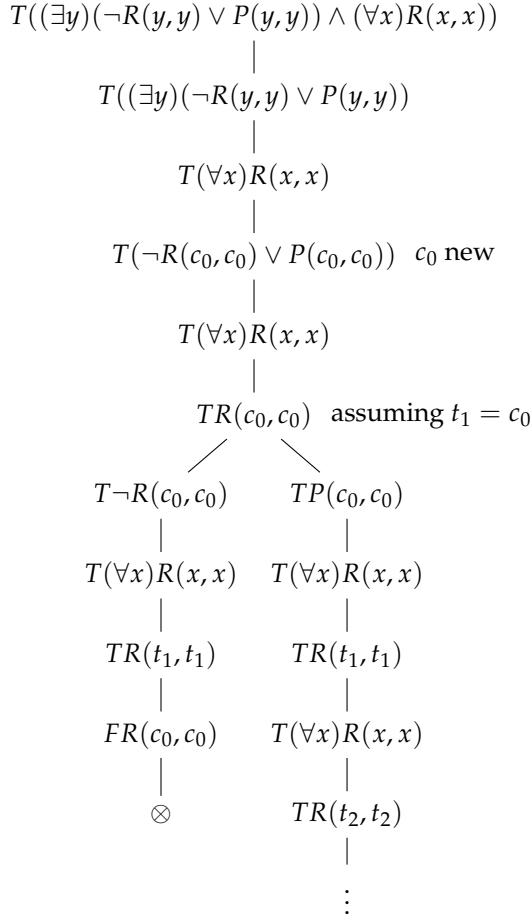 T((∃y)(¬R(y, y) ∨ P(y, y)) ∧ (∀x)R(x, x))
T((∃y)(¬R(y, y) ∨ P(y, y))
T(∀x)R(x, x)
T(¬R(c₀, c₀) ∨ P(c₀, c₀)) c₀ new
T(∀x)R(x, x)
TR(c₀, c₀) assuming t₁ = c₀
T¬R(c₀, c₀) TP(c₀, c₀)
T(∀x)R(x, x) T(∀x)R(x, x)
TR(t₁, t₁) TR(t₁, t₁)
FR(c₀, c₀) T(∀x)R(x, x)
⊗ TR(t₂, t₂)
⋮